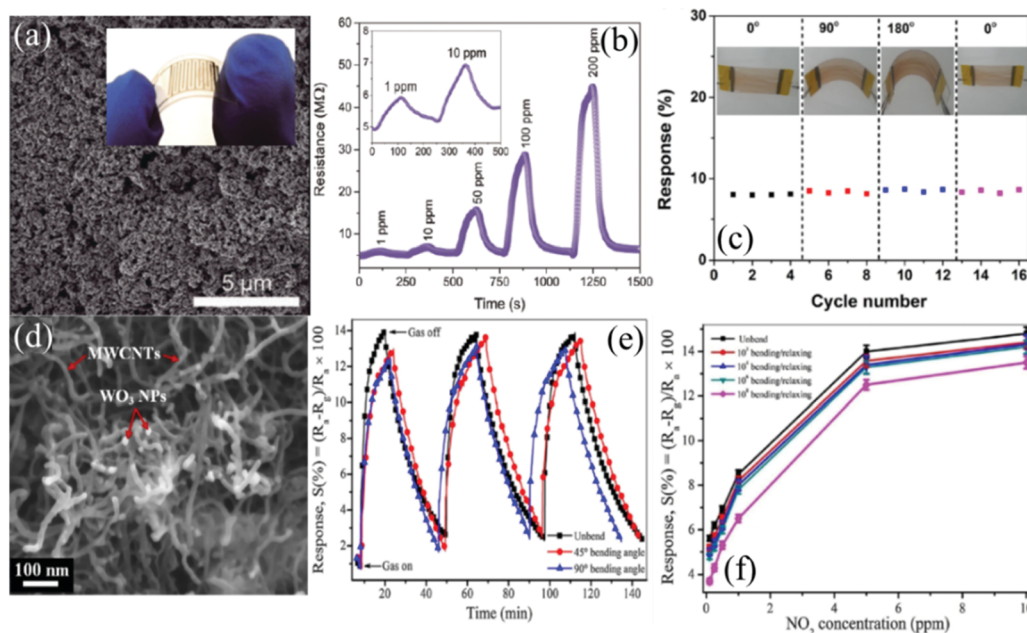 (a)
5 µm
(b)
Resistance (MΩ)
60
50
40
30
20
10
0
8
7
6
5
1 ppm
10 ppm
0 100 200 300 400 500
1 ppm
10 ppm
50 ppm
100 ppm
200 ppm
0 250 500 750 1000 1250 1500
Time (s)
(c)
0° 90° 180° 0°
Response (%)
30
20
10
0
0 2 4 6 8 10 12 14 16
Cycle number
(d)
MWCNTs
WO₃ NPs
100 nm
(e)
Response, S(%) = (Rₐ-R_g)/Rₐ × 100
14
12
10
8
6
4
2
Gas off
Gas on
Unbend
45° bending angle
90° bending angle
20 40 60 80 100 120 140
Time (min)
(f)
Response, S(%) = (Rₐ-R_g)/Rₐ × 100
14
12
10
8
6
4
Unbend
bending/relaxing
bending/relaxing
bending/relaxing
bending/relaxing
0 2 4 6 8 10
concentration (ppm)